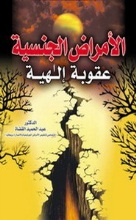 الأمراض الجنسية
عقوبة إلهية
الدكتور
عبد الحميد القضاة